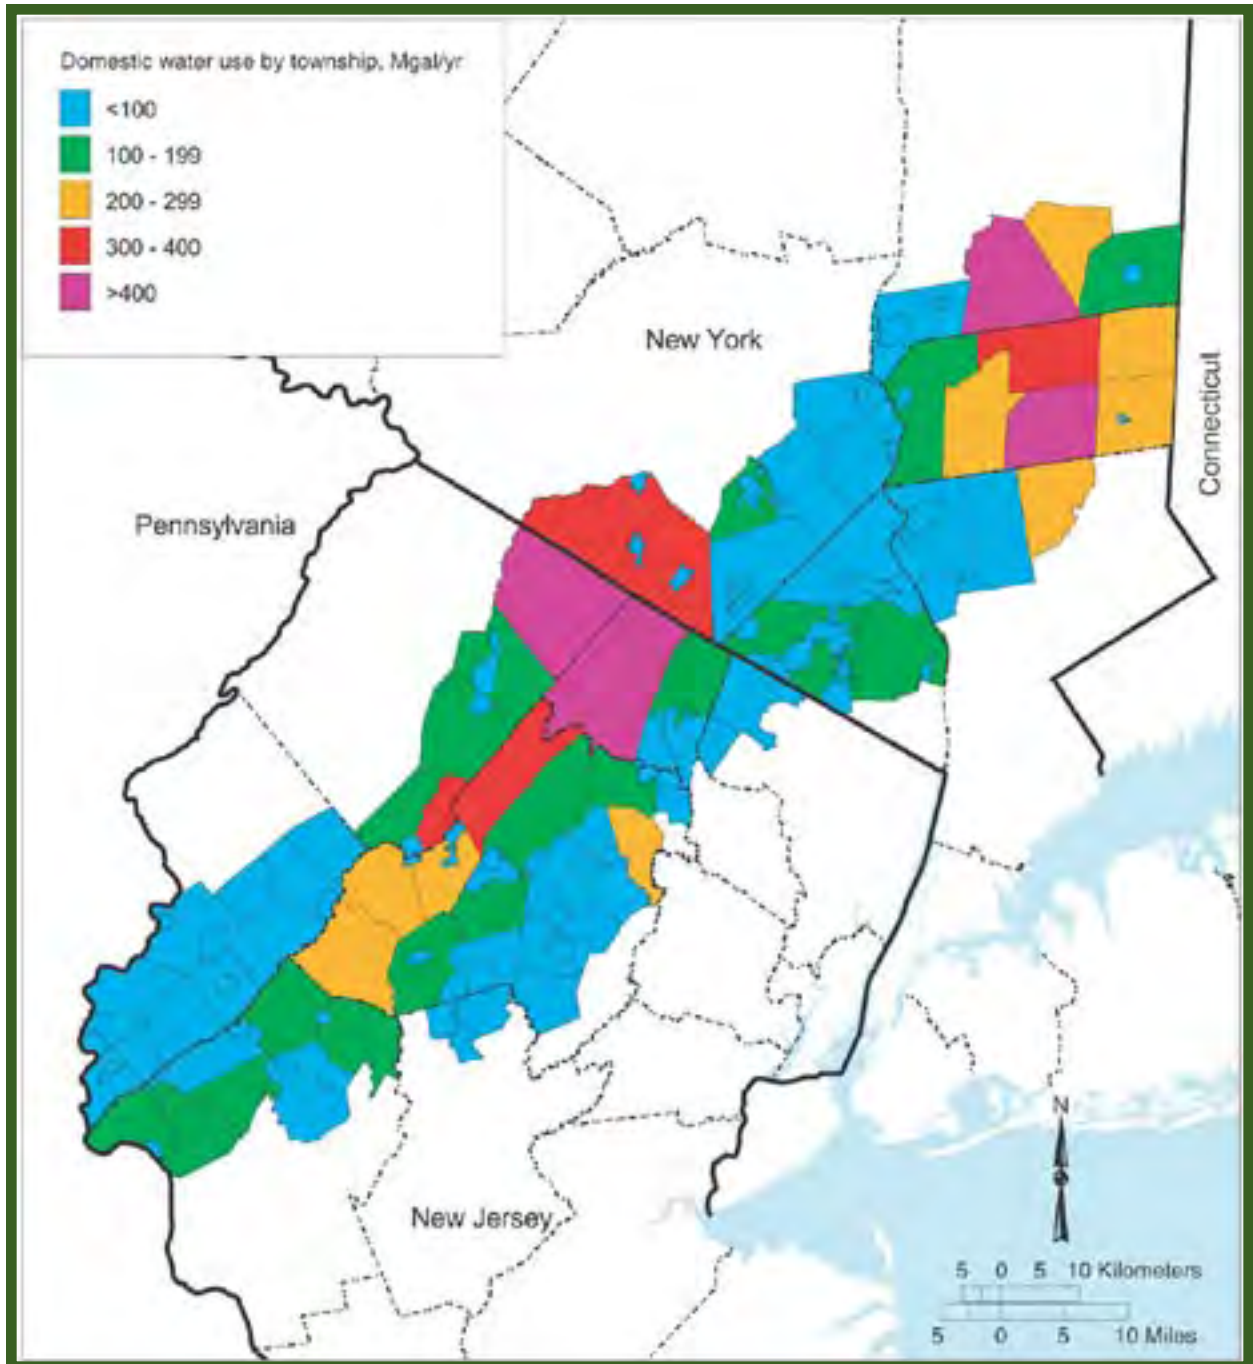 Domestic water use by township, Mgal/yr
<100
100 - 199
200 - 299
300 - 400
>400
New York
Connecticut
Pennsylvania
New Jersey
N
5 0 5 10 Kilometers
5 0 5 10 Miles